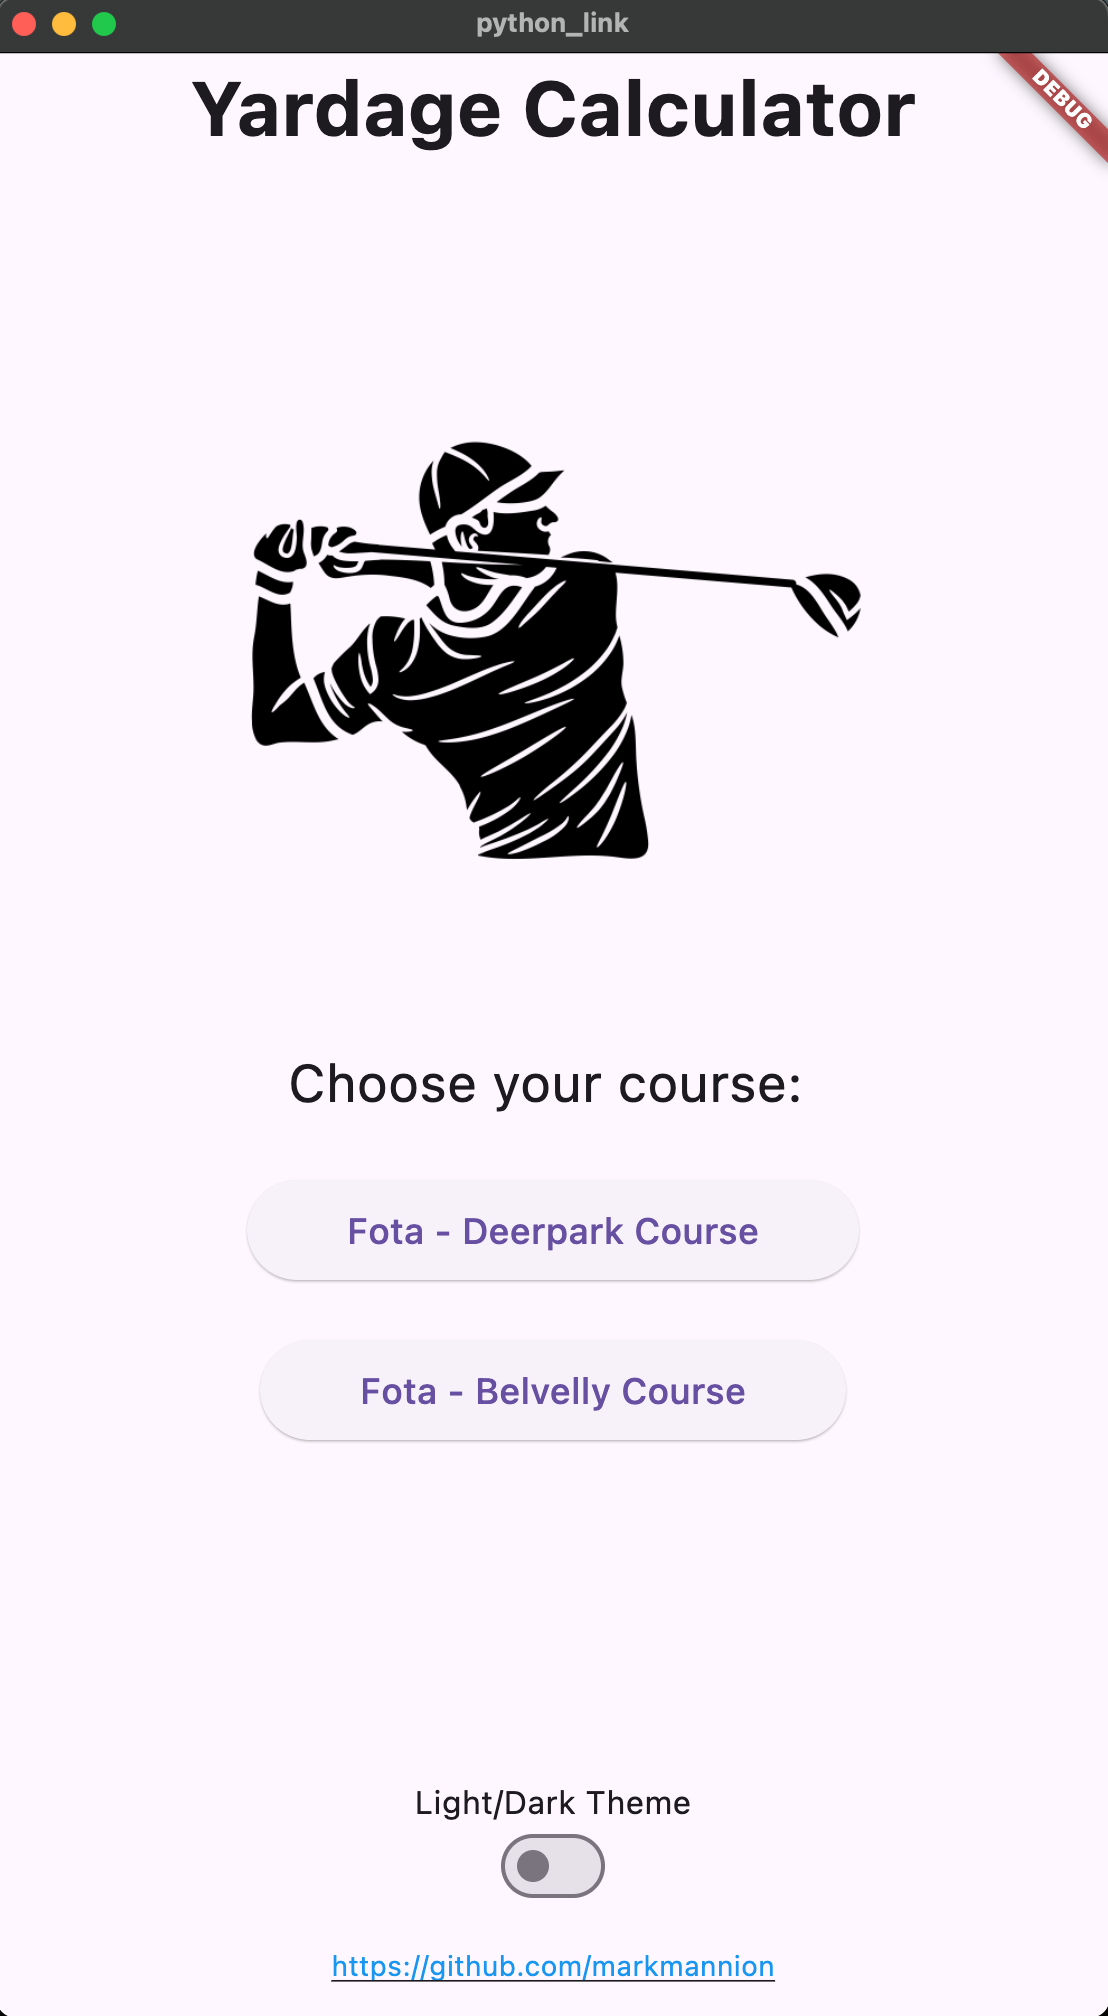 python_link
DEBUG
Yardage Calculator
Choose your course:
Fota - Deerpark Course
Fota - Belvelly Course
Light/Dark Theme
https://github.com/markmannion